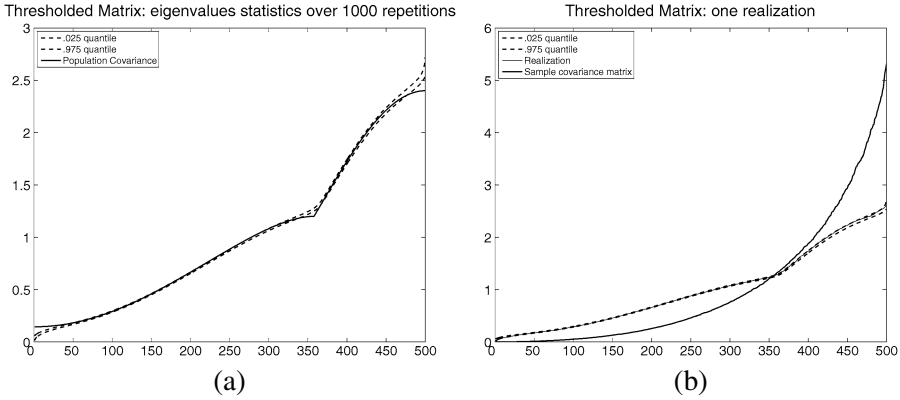 Thresholded Matrix: eigenvalues statistics over 1000 repetitions
3
2.5
2
1.5
1
0.5
0
.025 quantile
.975 quantile
Population Covariance
0 50 100 150 200 250 300 350 400 450 500
(a)
Thresholded Matrix: one realization
6
5
4
3
2
1
0
.025 quantile
.975 quantile
Realization
Sample covariance matrix
0 50 100 150 200 250 300 350 400 450 500
(b)